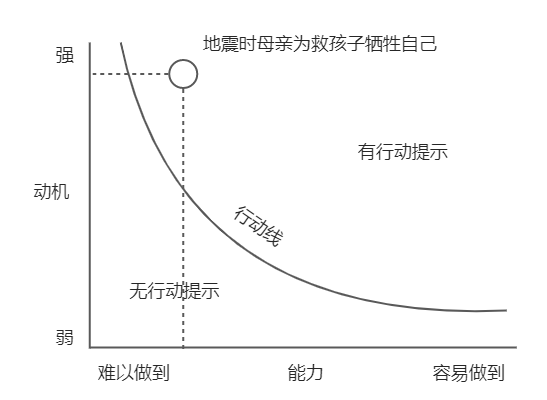 强
地震时母亲为救孩子牺牲自己
有行动提示
动机
行动线
无行动提示
弱
难以做到
能力
容易做到